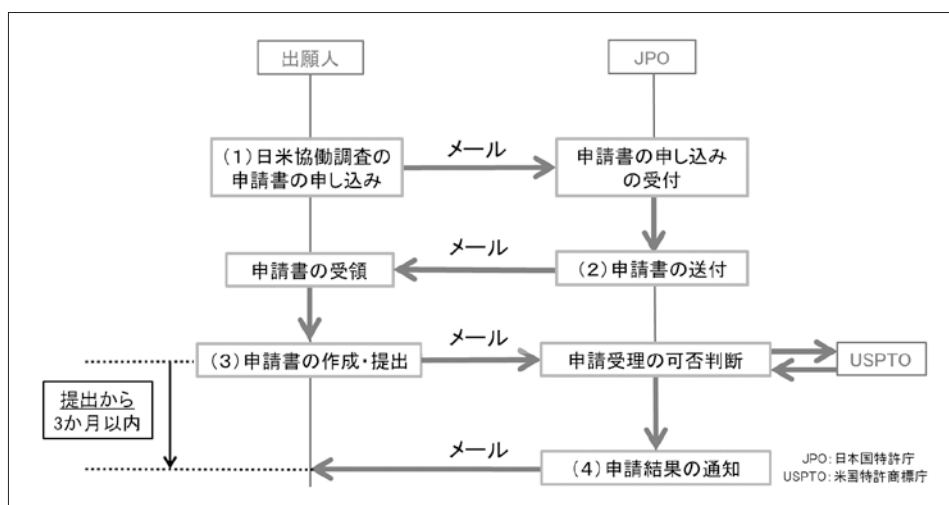 出願人
JPO
(1)日米協働調査の
申請書の申し込み
メール
申請書の申し込み
の受付
申請書の受領
メール
(2)申請書の送付
(3)申請書の作成・提出
メール
申請受理の可否判断
USPTO
提出から
3か月以内
メール
(4)申請結果の通知
JPO:日本国特許庁
USPTO:米国特許商標庁